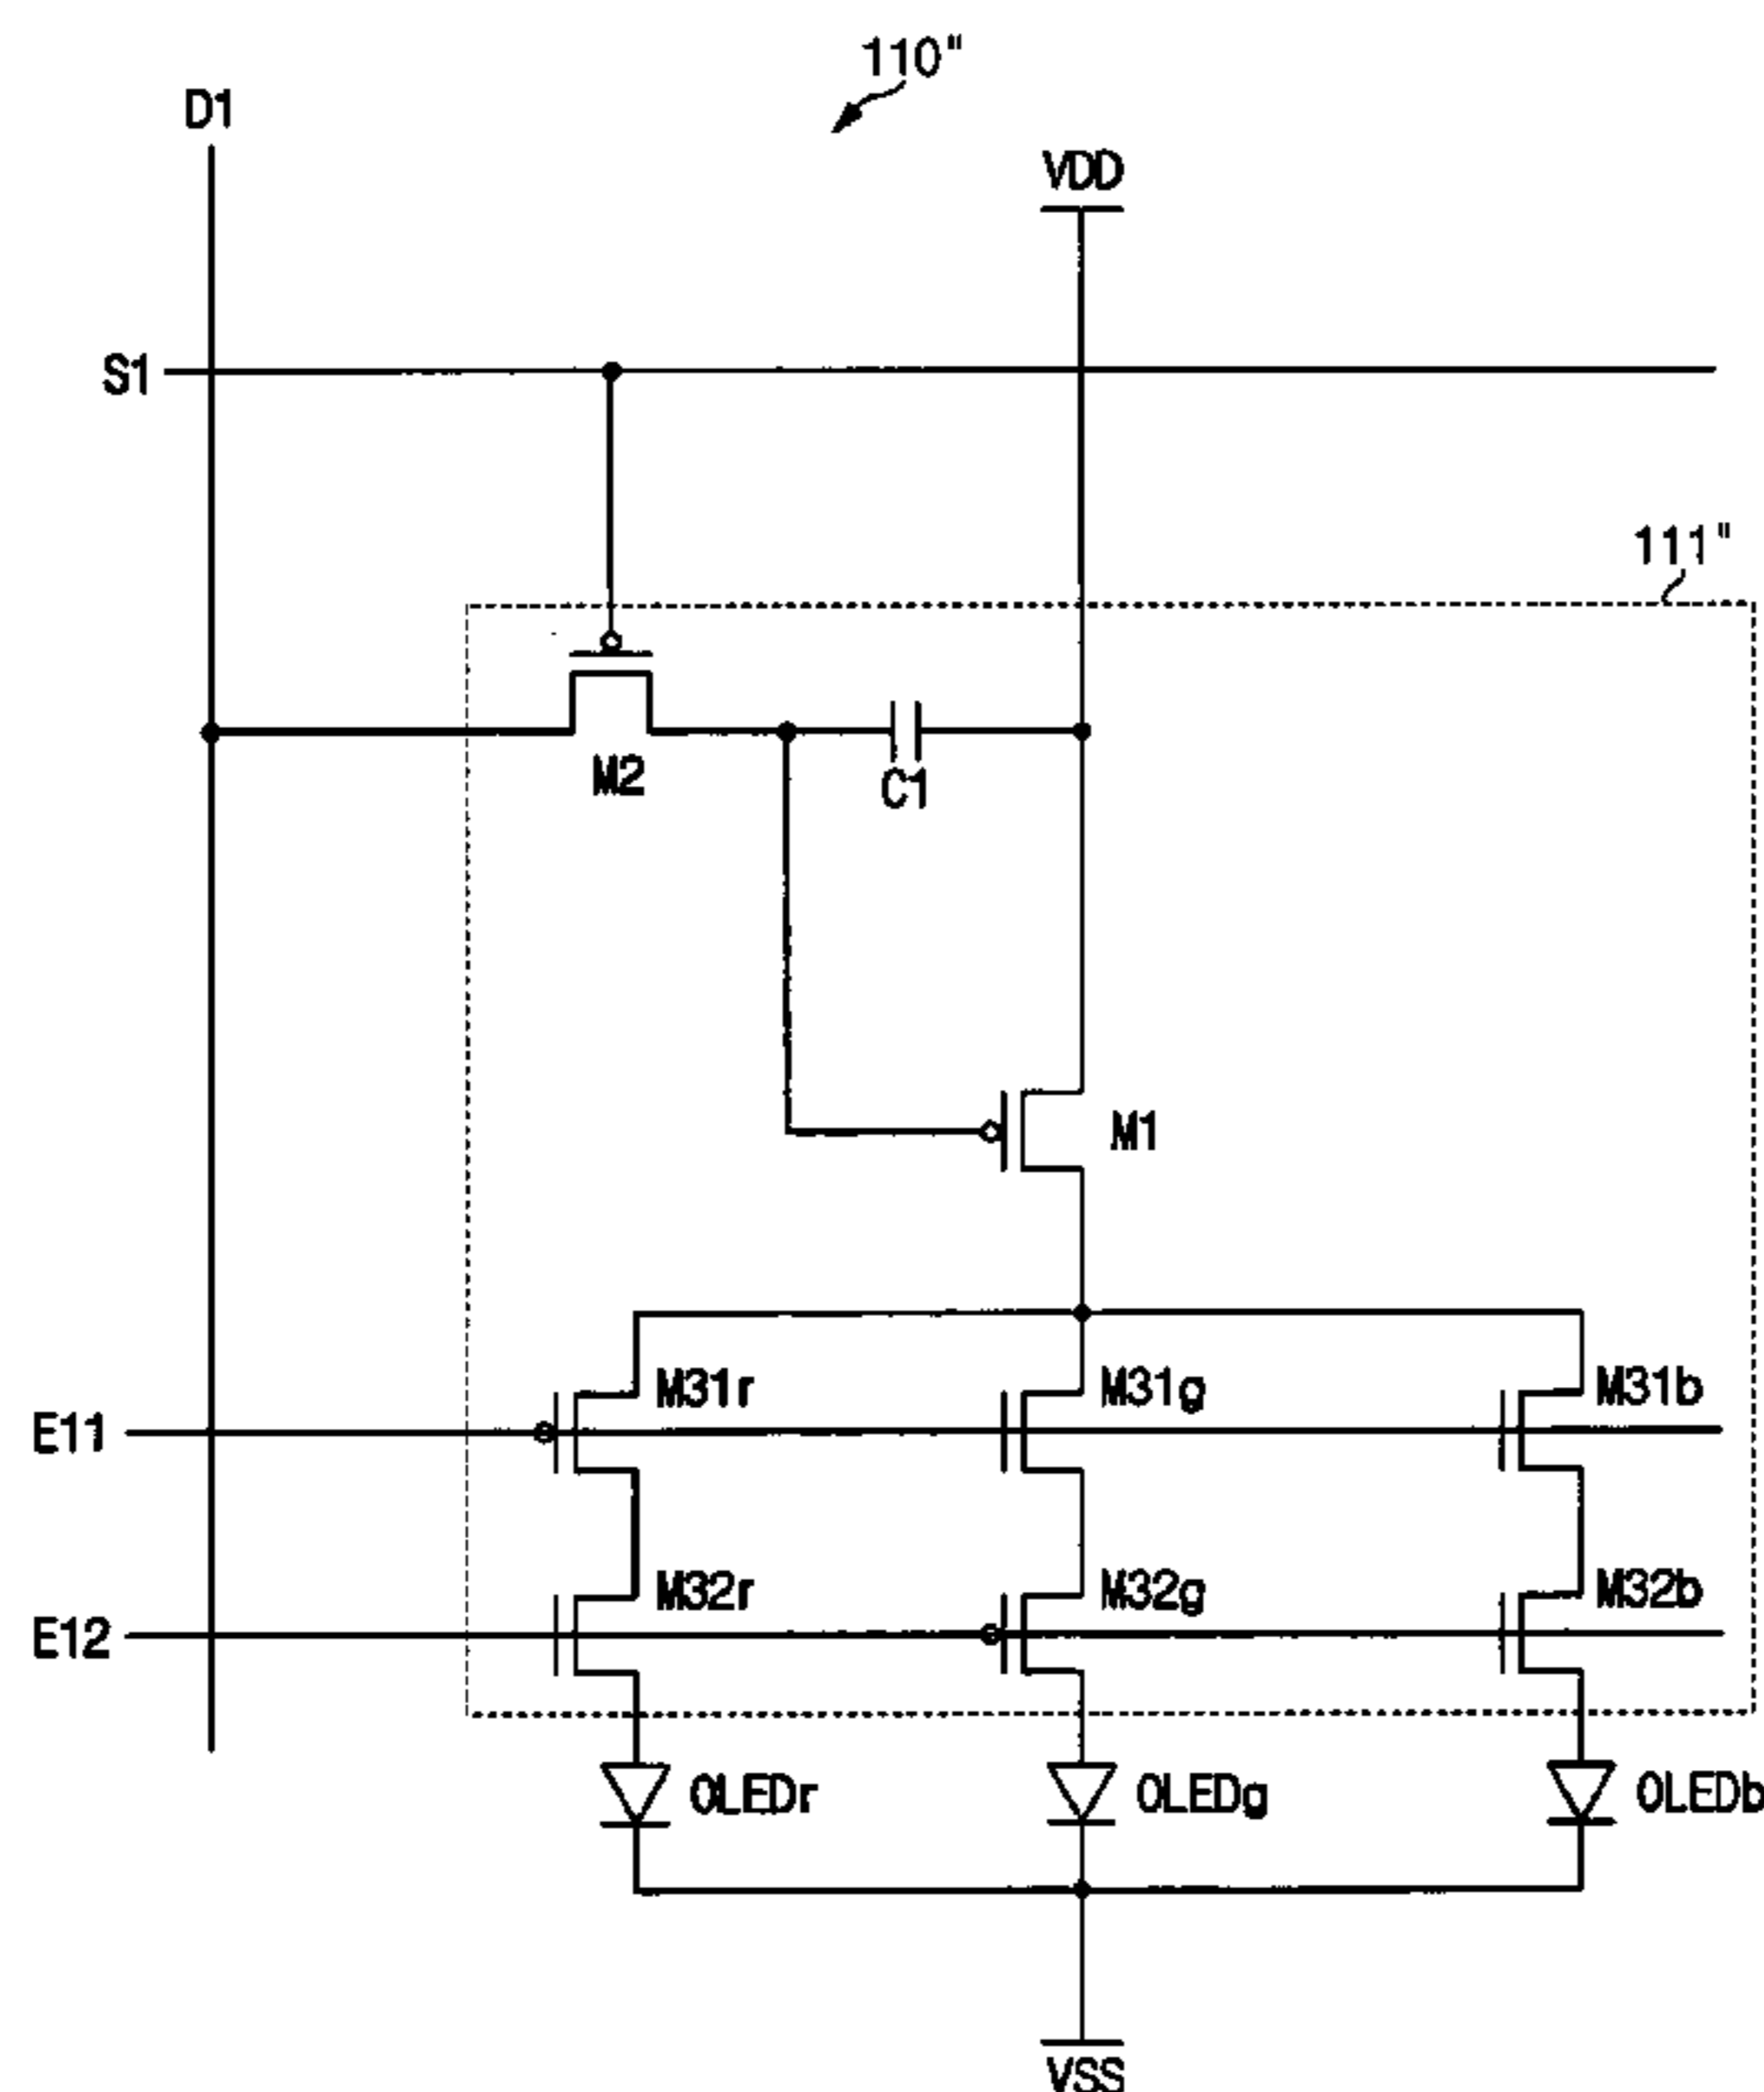 110"
D1
VDD
S1
111"
M2
C1
M1
M31r
M31g
M31b
E11
M32r
M32g
M32b
E12
OLEDr
OLEDg
OLEDb
VSS